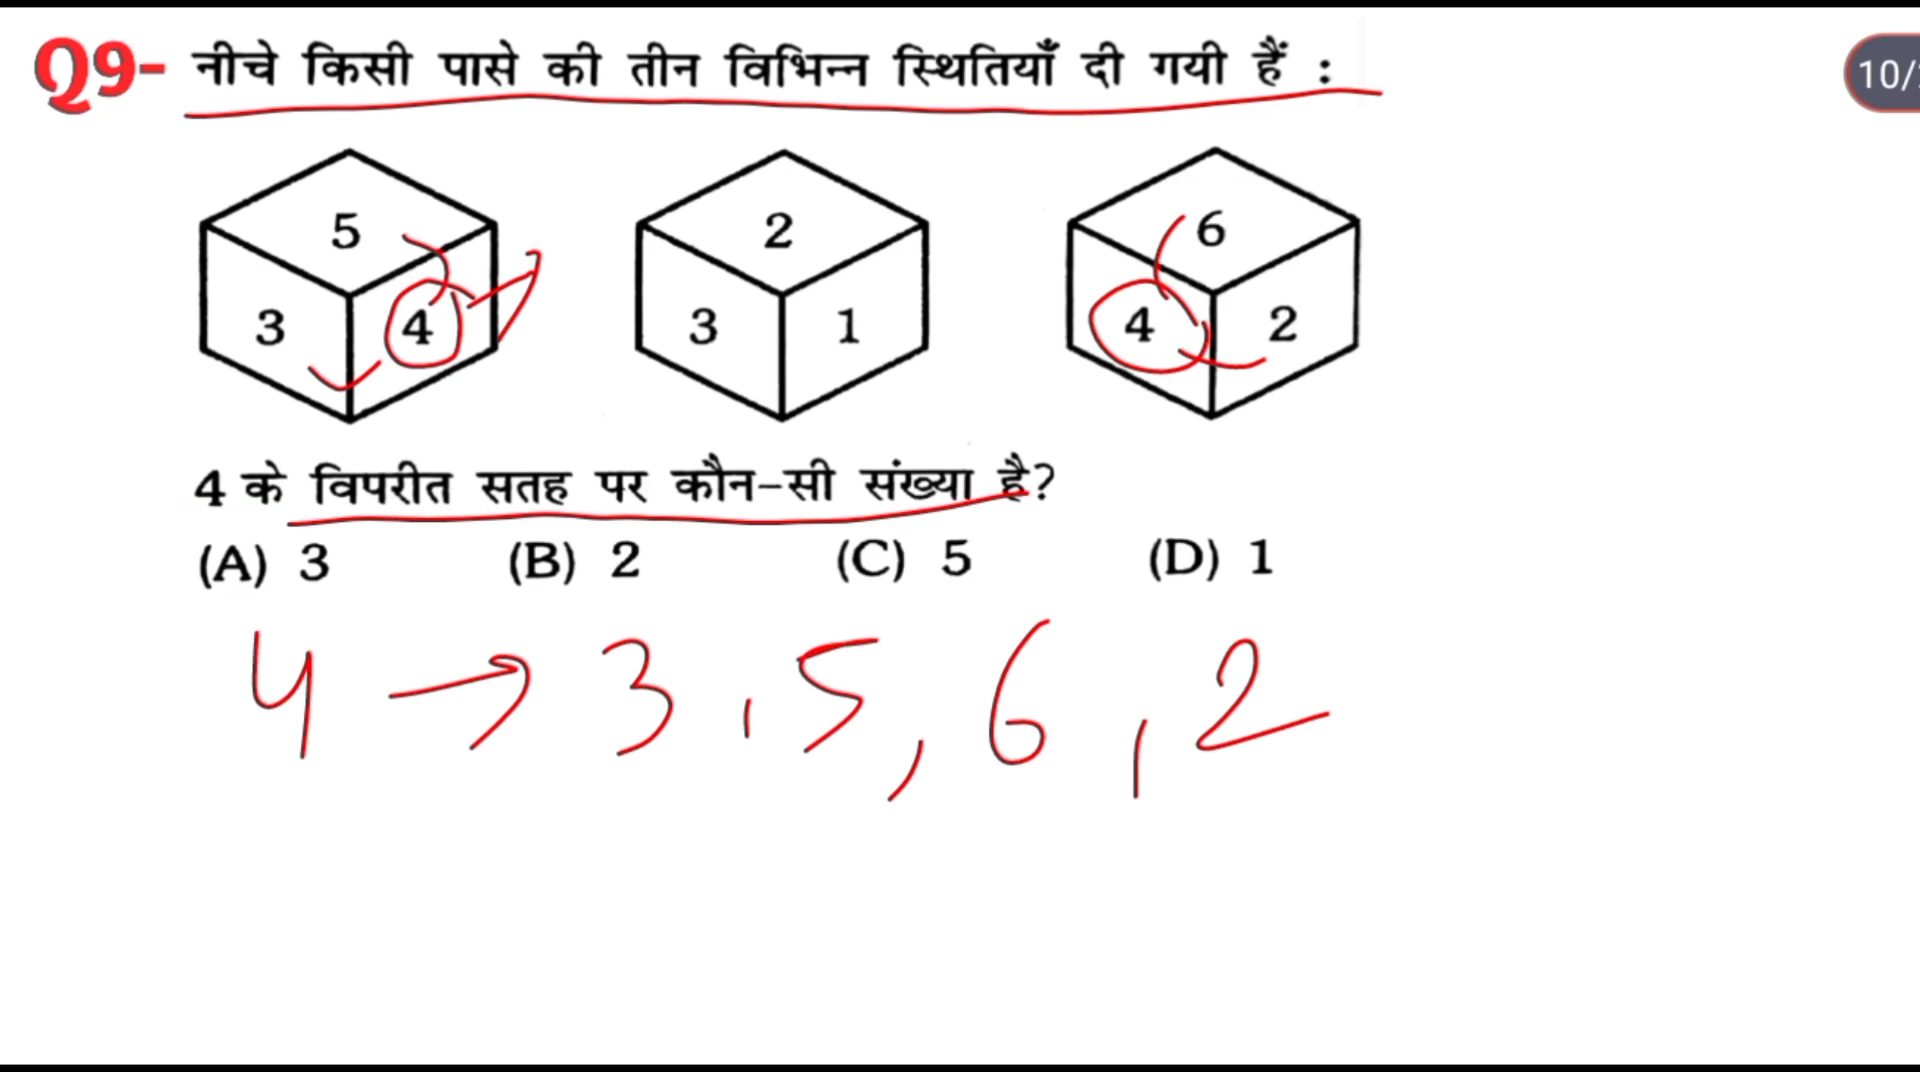 Q9- नीचे किसी पासे की तीन विभिन्न स्थितियाँ दी गयी हैं :
10/
5 2 6
3 4 3 1 4 2
4 के विपरीत सतह पर कौन-सी संख्या है?
(A) 3 (B) 2 (C) 5 (D) 1
4 → 3, 5, 6, 2